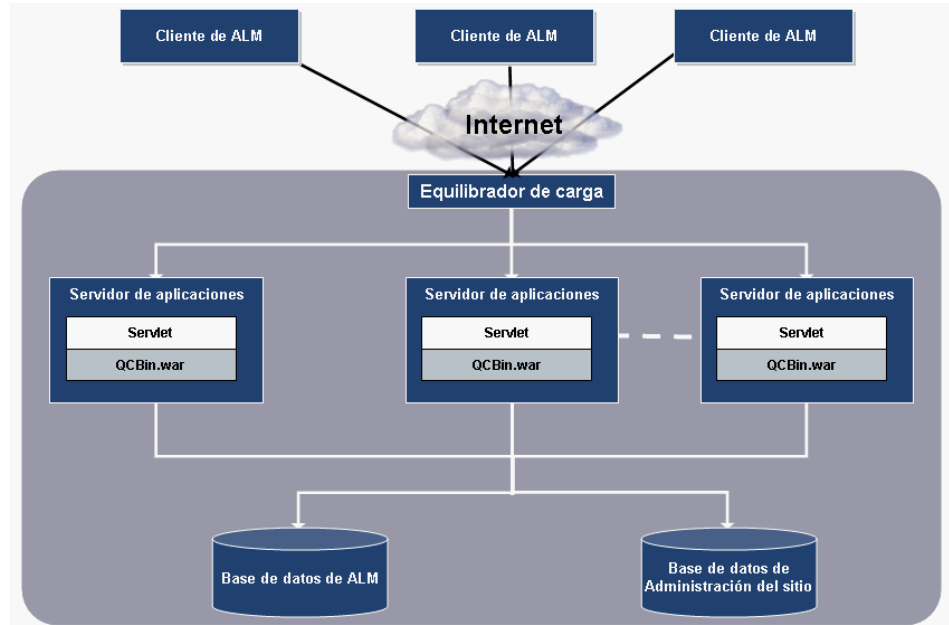 Cliente de ALM
Cliente de ALM
Cliente de ALM
Internet
Equilibrador de carga
Servidor de aplicaciones
Servlet
QCBin.war
Servidor de aplicaciones
Servlet
QCBin.war
Servidor de aplicaciones
Servlet
QCBin.war
Base de datos de ALM
Base de datos de
Administración del sitio